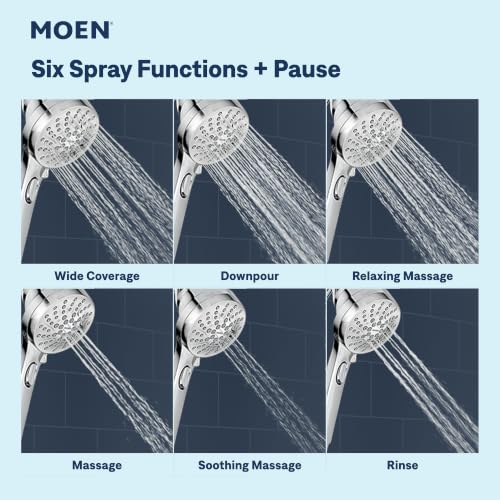 MOEN
Six Spray Functions + Pause
Wide Coverage
Downpour
Relaxing Massage
Massage
Soothing Massage
Rinse